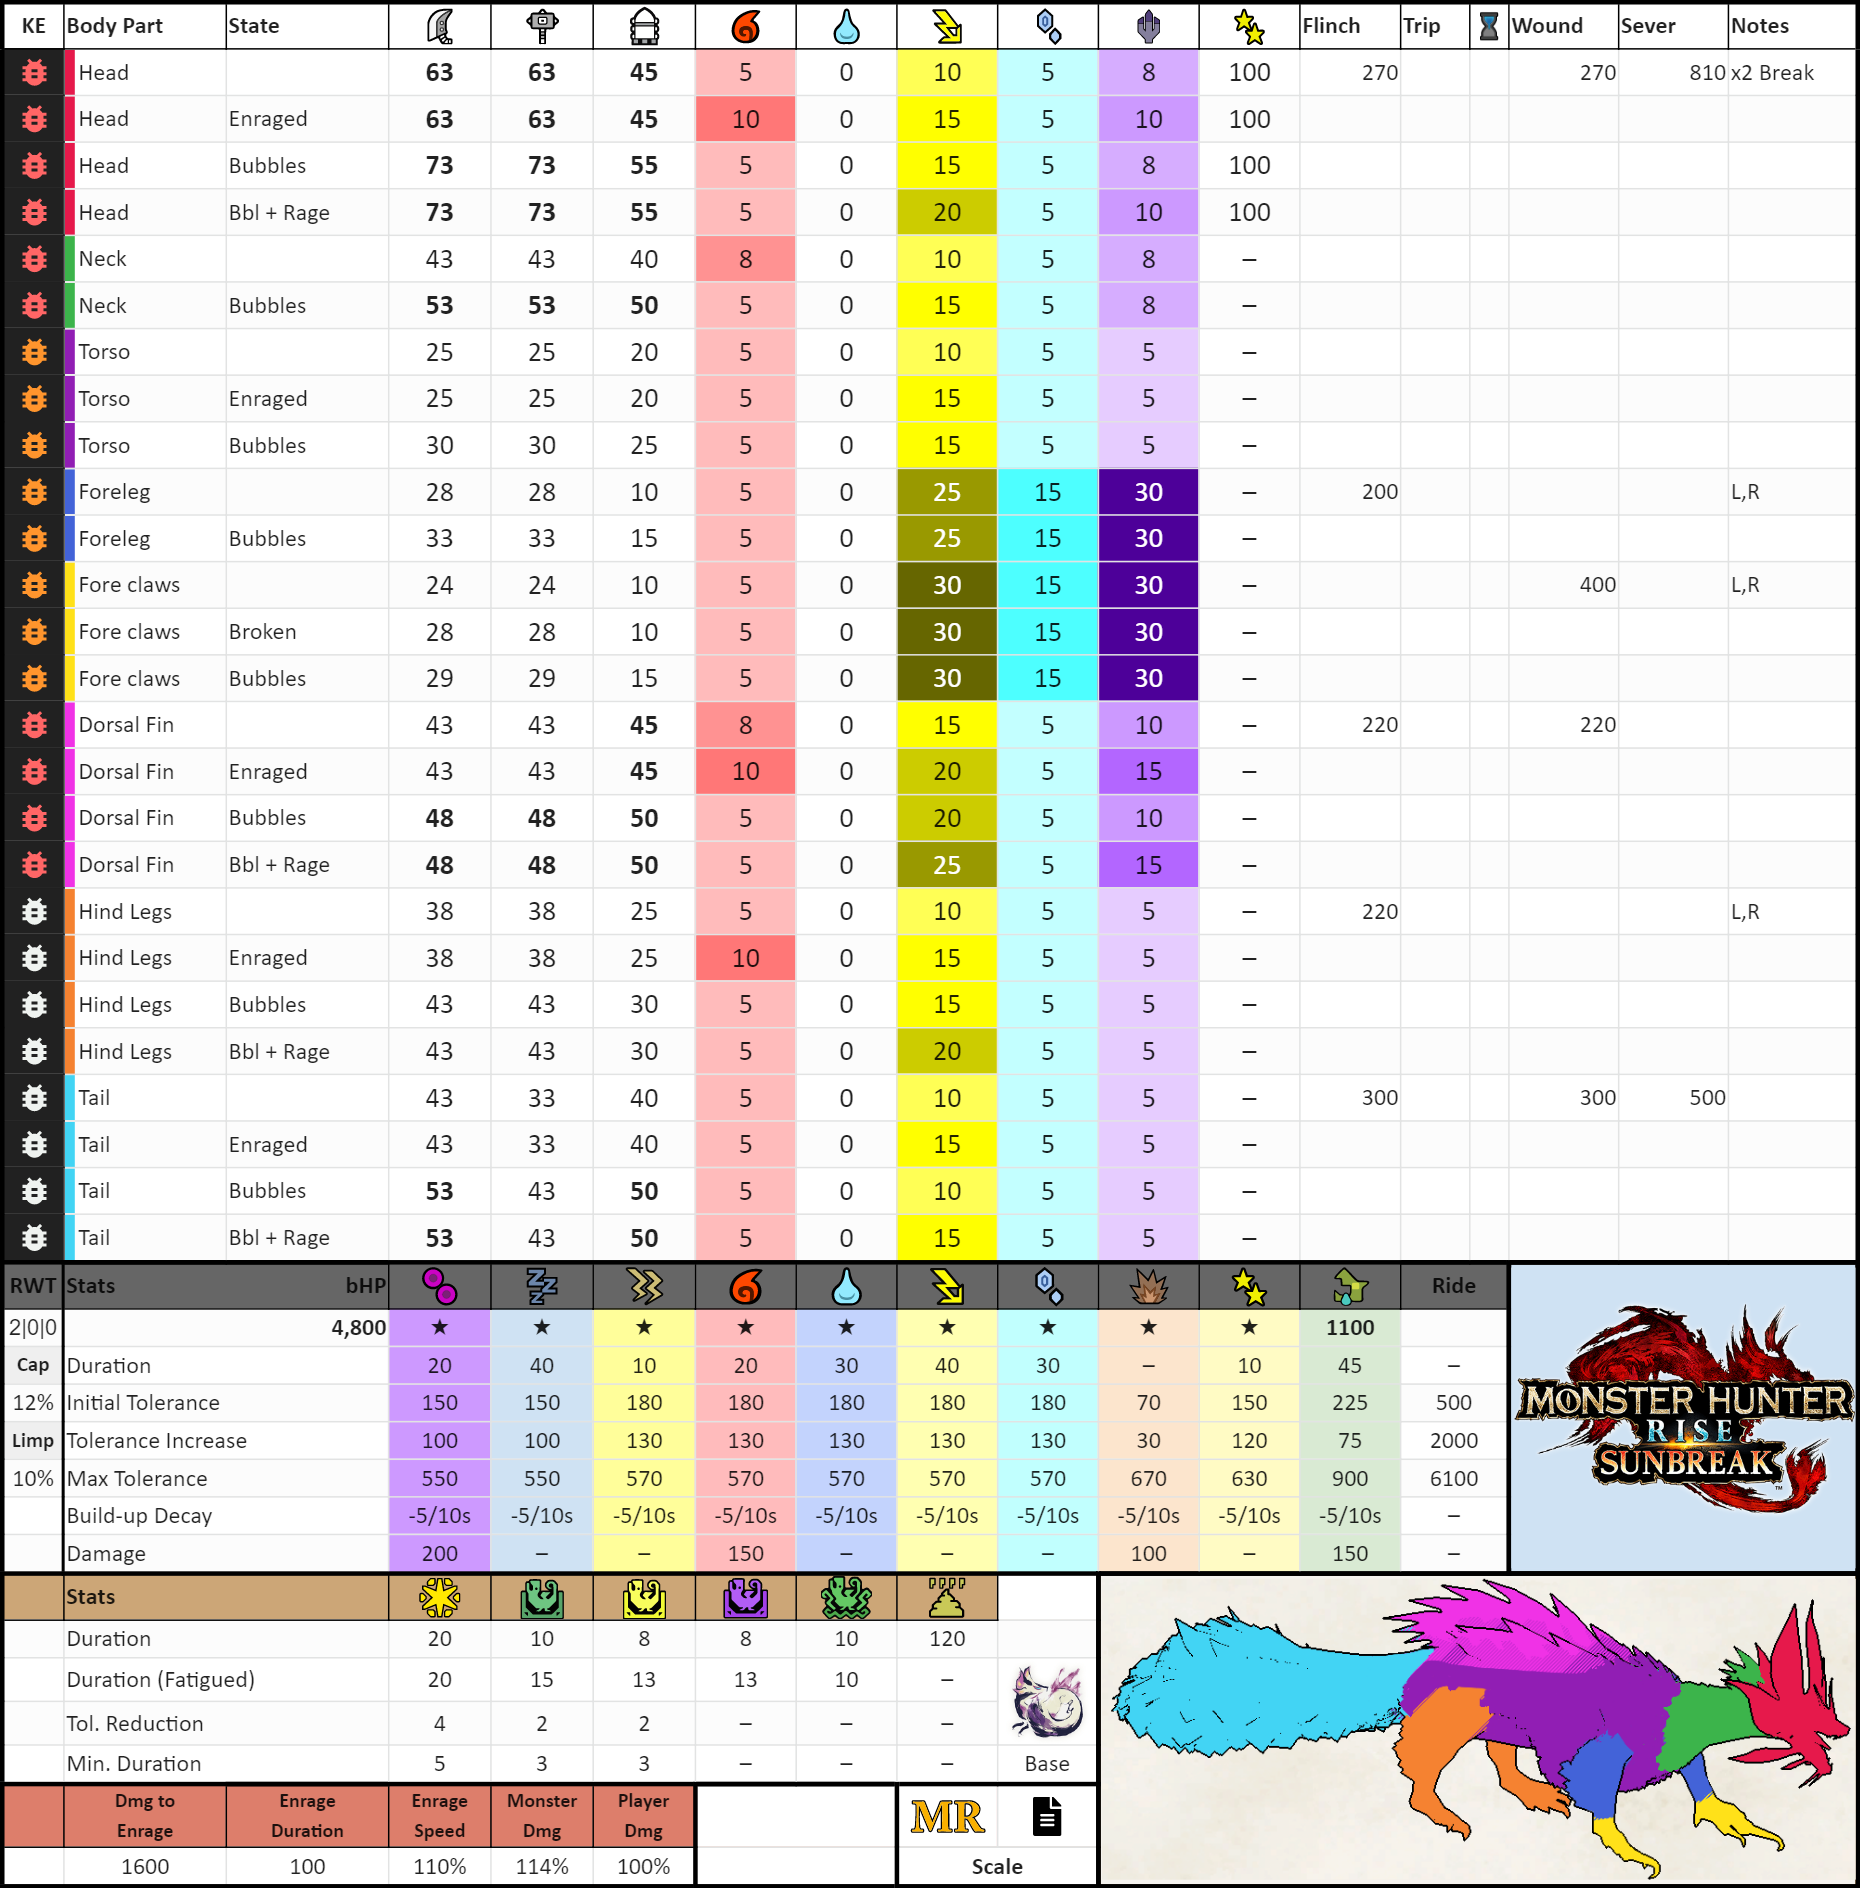 KE Body Part State Flinch Trip Wound Sever Notes
Head 63 63 45 5 0 10 5 8 100 270 270 810 x2 Break
Head Enraged 63 63 45 10 0 15 5 10 100
Head Bubbles 73 73 55 5 0 15 5 8 100
Head Bbl + Rage 73 73 55 5 0 20 5 10 100
Neck 43 43 40 8 0 10 5 8 –
Neck Bubbles 53 53 50 5 0 15 5 8 –
Torso 25 25 20 5 0 10 5 5 –
Torso Enraged 25 25 20 5 0 15 5 5 –
Torso Bubbles 30 30 25 5 0 15 5 5 –
Foreleg 28 28 10 5 0 25 15 30 – 200 L,R
Foreleg Bubbles 33 33 15 5 0 25 15 30 –
Fore claws 24 24 10 5 0 30 15 30 – 400 L,R
Fore claws Broken 28 28 10 5 0 30 15 30 –
Fore claws Bubbles 29 29 15 5 0 30 15 30 –
Dorsal Fin 43 43 45 8 0 15 5 10 – 220 220
Dorsal Fin Enraged 43 43 45 10 0 20 5 15 –
Dorsal Fin Bubbles 48 48 50 5 0 20 5 10 –
Dorsal Fin Bbl + Rage 48 48 50 5 0 25 5 15 –
Hind Legs 38 38 25 5 0 10 5 5 – 220 L,R
Hind Legs Enraged 38 38 25 10 0 15 5 5 –
Hind Legs Bubbles 43 43 30 5 0 15 5 5 –
Hind Legs Bbl + Rage 43 43 30 5 0 20 5 5 –
Tail 43 33 40 5 0 10 5 5 – 300 300 500
Tail Enraged 43 33 40 5 0 15 5 5 –
Tail Bubbles 53 43 50 5 0 10 5 5 –
Tail Bbl + Rage 53 43 50 5 0 15 5 5 –
RWT Stats bHP Ride
2|0|0 4,800 ★ ★ ★ ★ ★ ★ ★ ★ ★ 1100
Cap Duration 20 40 10 20 30 40 30 – 10 45 –
12% Initial Tolerance 150 150 180 180 180 180 180 70 150 225 500
Limp Tolerance Increase 100 100 130 130 130 130 130 30 120 75 2000
10% Max Tolerance 550 550 570 570 570 570 570 670 630 900 6100
Build-up Decay -5/10s -5/10s -5/10s -5/10s -5/10s -5/10s -5/10s -5/10s -5/10s -5/10s –
Damage 200 – – 150 – – – 100 – 150 –
MONSTER HUNTER
RISE
SUNBREAK
TM
Stats
Duration 20 10 8 8 10 120
Duration (Fatigued) 20 15 13 13 10 –
Tol. Reduction 4 2 2 – – –
Min. Duration 5 3 3 – – – Base
Dmg to Enrage Enrage Monster Player
Enrage Duration Speed Dmg Dmg
MR
1600 100 110% 114% 100% Scale